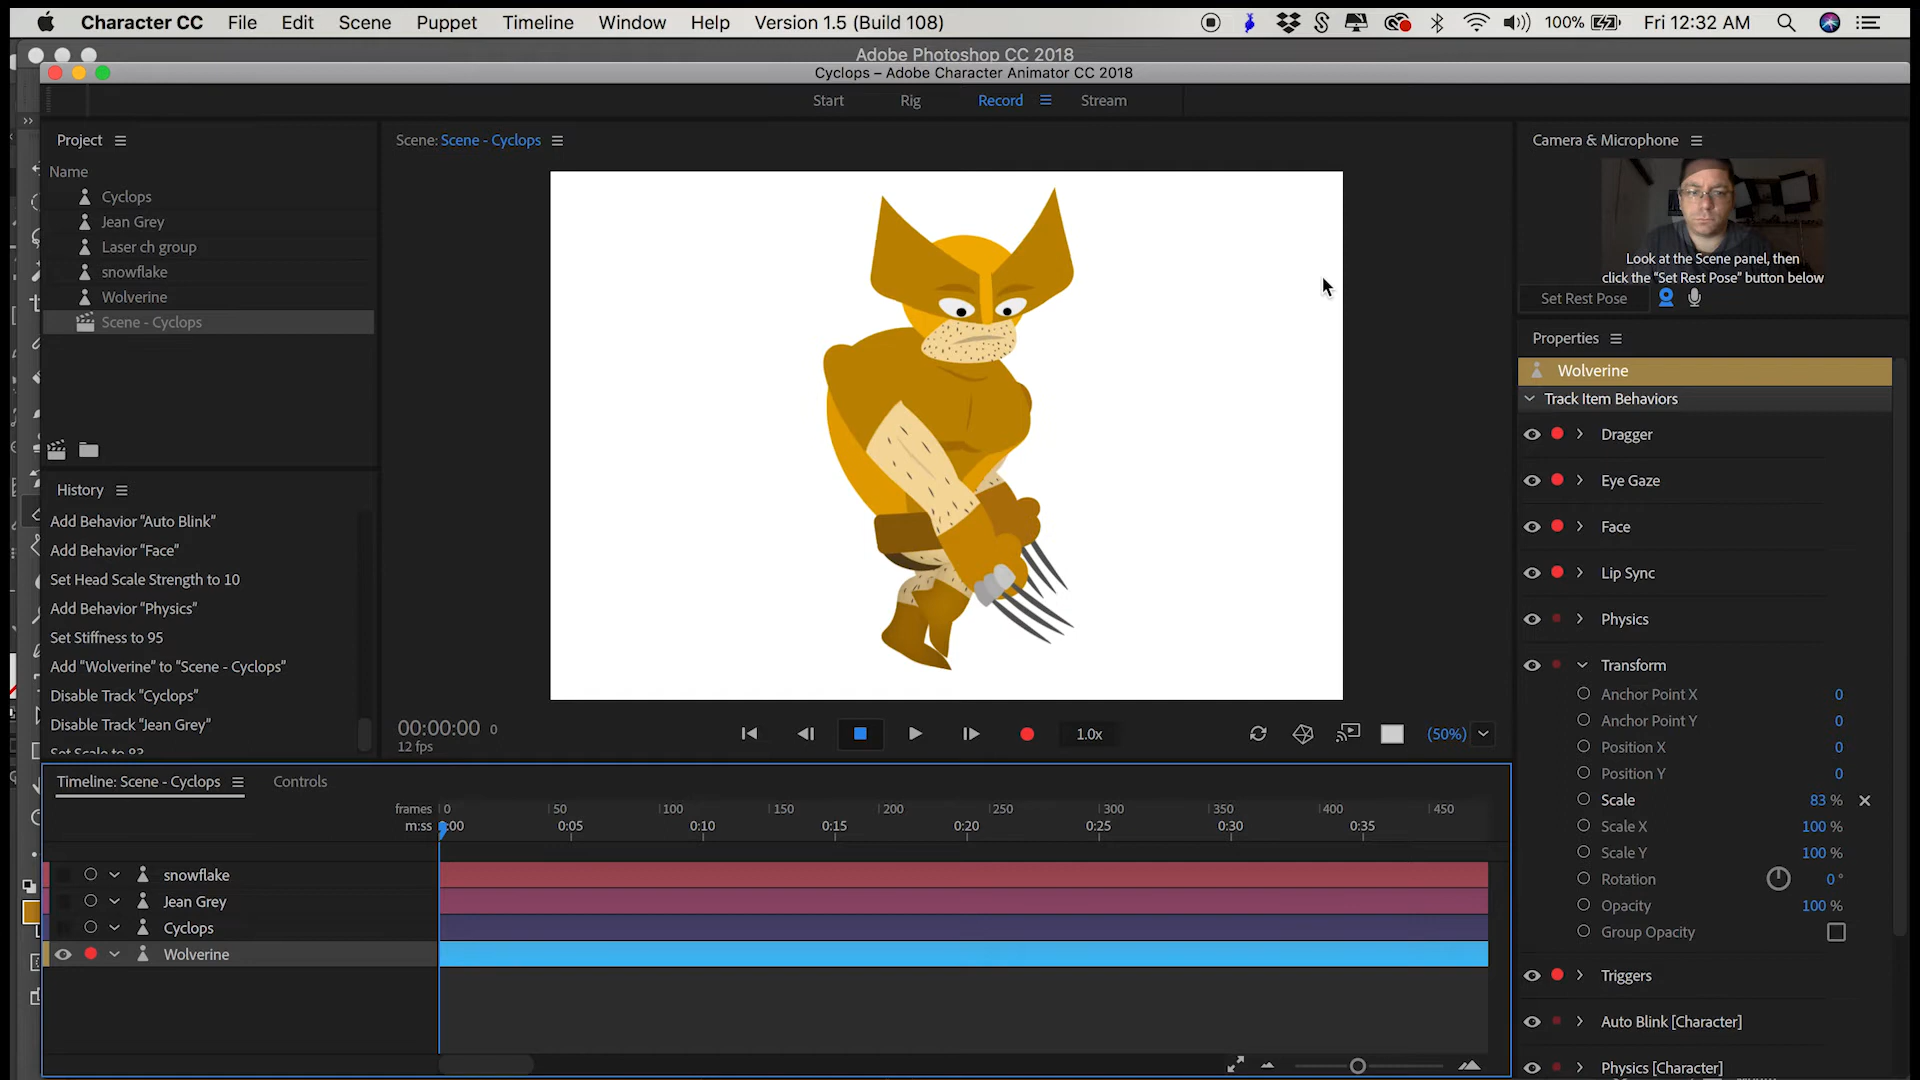 Character CC File Edit Scene Puppet Timeline Window Help Version 1.5 (Build 108) 100% Fri 12:32 AM
Adobe Photoshop CC 2018
Cyclops – Adobe Character Animator CC 2018
Start Rig Record Stream
Project
Name
Cyclops
Jean Grey
Laser ch group
snowflake
Wolverine
Scene - Cyclops
History
Add Behavior "Auto Blink"
Add Behavior "Face"
Set Head Scale Strength to 10
Add Behavior "Physics"
Set Stiffness to 95
Add "Wolverine" to "Scene - Cyclops"
Disable Track "Cyclops"
Disable Track "Jean Grey"
Set Scale to 83
Scene: Scene - Cyclops
00:00:00 0
12 fps
1.0x
(50%)
Camera & Microphone
Look at the Scene panel, then
click the "Set Rest Pose" button below
Set Rest Pose
Properties
Wolverine
Track Item Behaviors
Dragger
Eye Gaze
Face
Lip Sync
Physics
Transform
Anchor Point X 0
Anchor Point Y 0
Position X 0
Position Y 0
Scale 83 %
Scale X 100 %
Scale Y 100 %
Rotation 0 °
Opacity 100 %
Group Opacity
Triggers
Auto Blink [Character]
Physics [Character]
Timeline: Scene - Cyclops Controls
frames 0 50 100 150 200 250 300 350 400 450
m:ss 0:00 0:05 0:10 0:15 0:20 0:25 0:30 0:35
snowflake
Jean Grey
Cyclops
Wolverine